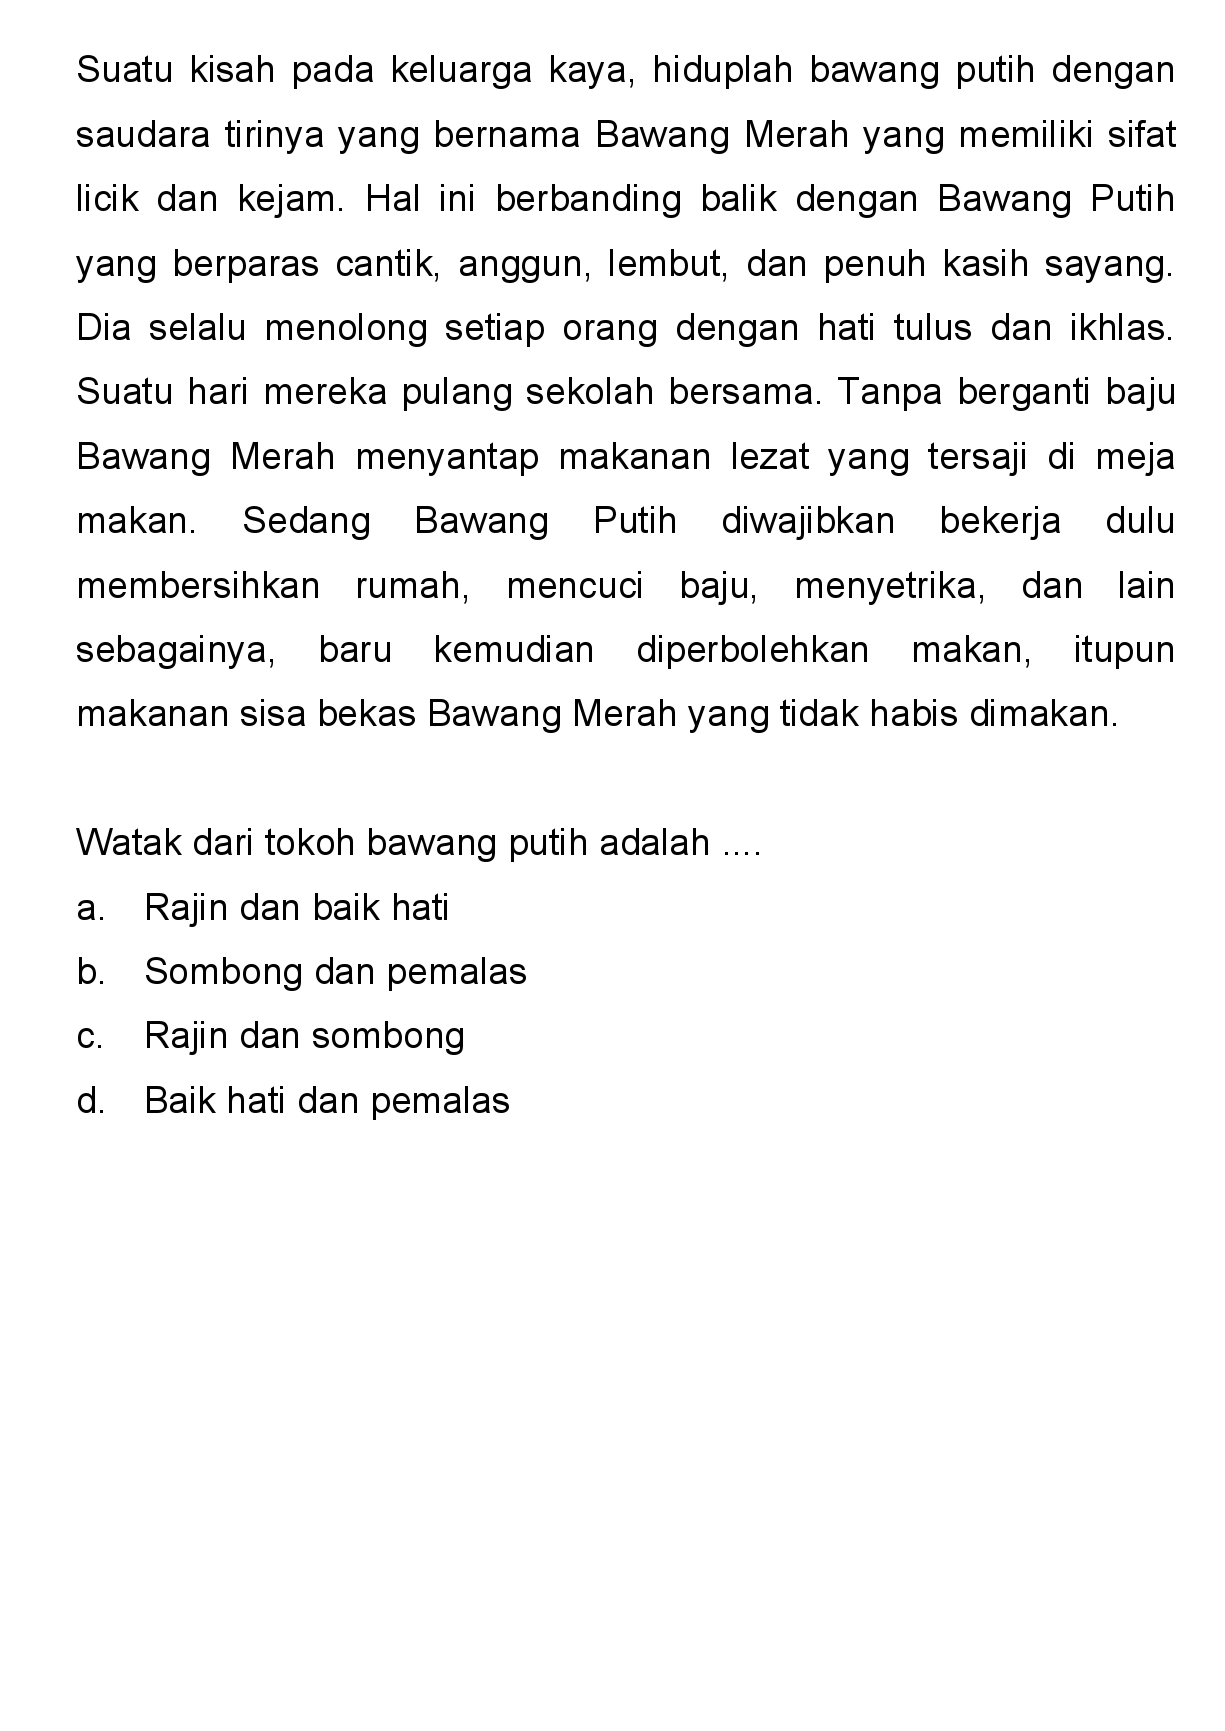 Suatu kisah pada keluarga kaya, hiduplah bawang putih dengan
saudara tirinya yang bernama Bawang Merah yang memiliki sifat
licik dan kejam. Hal ini berbanding balik dengan Bawang Putih
yang berparas cantik, anggun, lembut, dan penuh kasih sayang.
Dia selalu menolong setiap orang dengan hati tulus dan ikhlas.
Suatu hari mereka pulang sekolah bersama. Tanpa berganti baju
Bawang Merah menyantap makanan lezat yang tersaji di meja
makan. Sedang Bawang Putih diwajibkan bekerja dulu
membersihkan rumah, mencuci baju, menyetrika, dan lain
sebagainya, baru kemudian diperbolehkan makan, itupun
makanan sisa bekas Bawang Merah yang tidak habis dimakan.
Watak dari tokoh bawang putih adalah ....
a. Rajin dan baik hati
b. Sombong dan pemalas
c. Rajin dan sombong
d. Baik hati dan pemalas